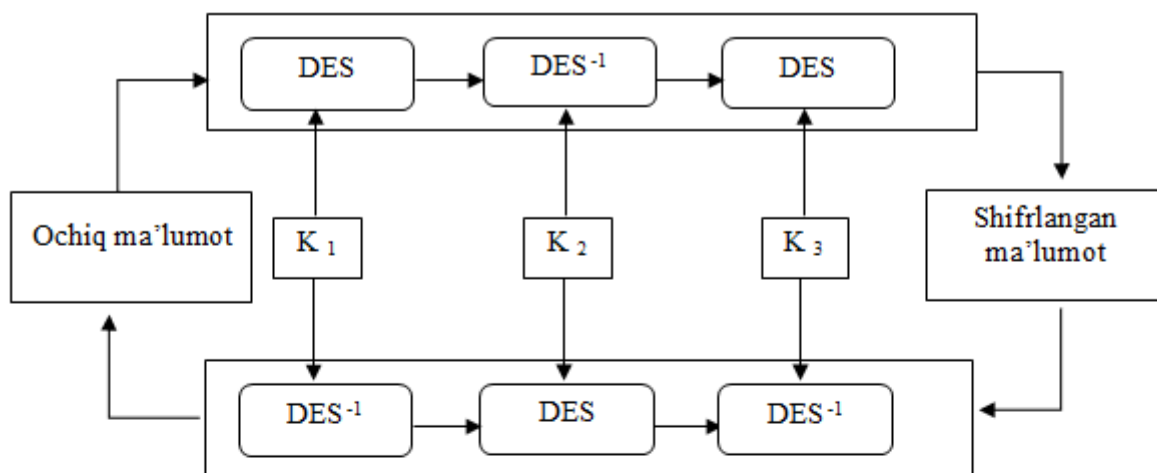 DES
DES⁻¹
DES
Ochiq ma’lumot
K ₁
K ₂
K ₃
Shifrlangan
ma’lumot
DES⁻¹
DES
DES⁻¹